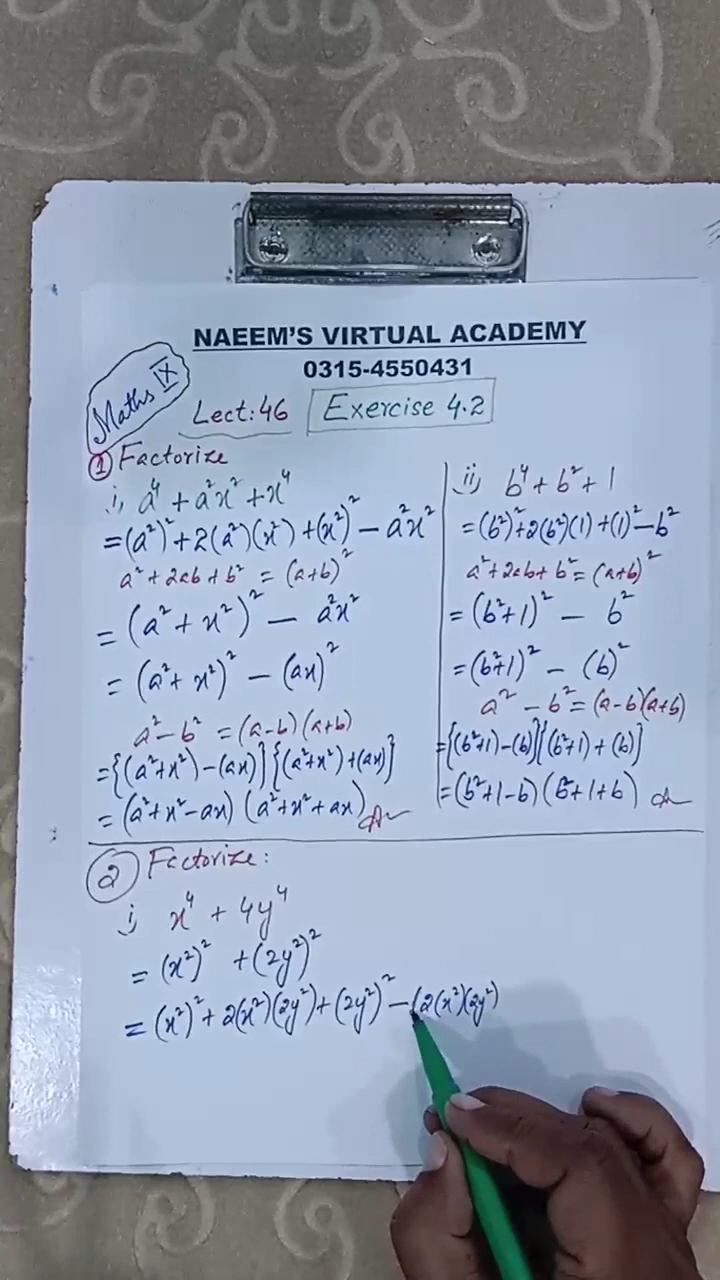 NAEEM'S VIRTUAL ACADEMY
0315-4550431
Maths IX
Lect:46 Exercise 4.2
① Factorize
i, a⁴ + a²x² + x⁴
= (a²)² + 2(a²)(x²) + (x²)² - a²x²
a² + 2ab + b² = (a+b)²
= (a² + x²)² - a²x²
= (a² + x²)² - (ax)²
a² - b² = (a-b)(a+b)
= {(a²+x²) - (ax)} {(a²+x²) + (ax)}
= (a²+x²-ax) (a²+x²+ax) Ans
ii, b⁴ + b² + 1
= (b²)² + 2(b²)(1) + (1)² - b²
a² + 2ab + b² = (a+b)²
= (b²+1)² - b²
= (b²+1)² - (b)²
a² - b² = (a-b)(a+b)
= {(b²+1) - (b)} {(b²+1) + (b)}
= (b²+1-b) (b²+1+b) Ans
② Factorize:
i, x⁴ + 4y⁴
= (x²)² + (2y²)²
= (x²)² + 2(x²)(2y²) + (2y²)² - (2(x²)(2y²)